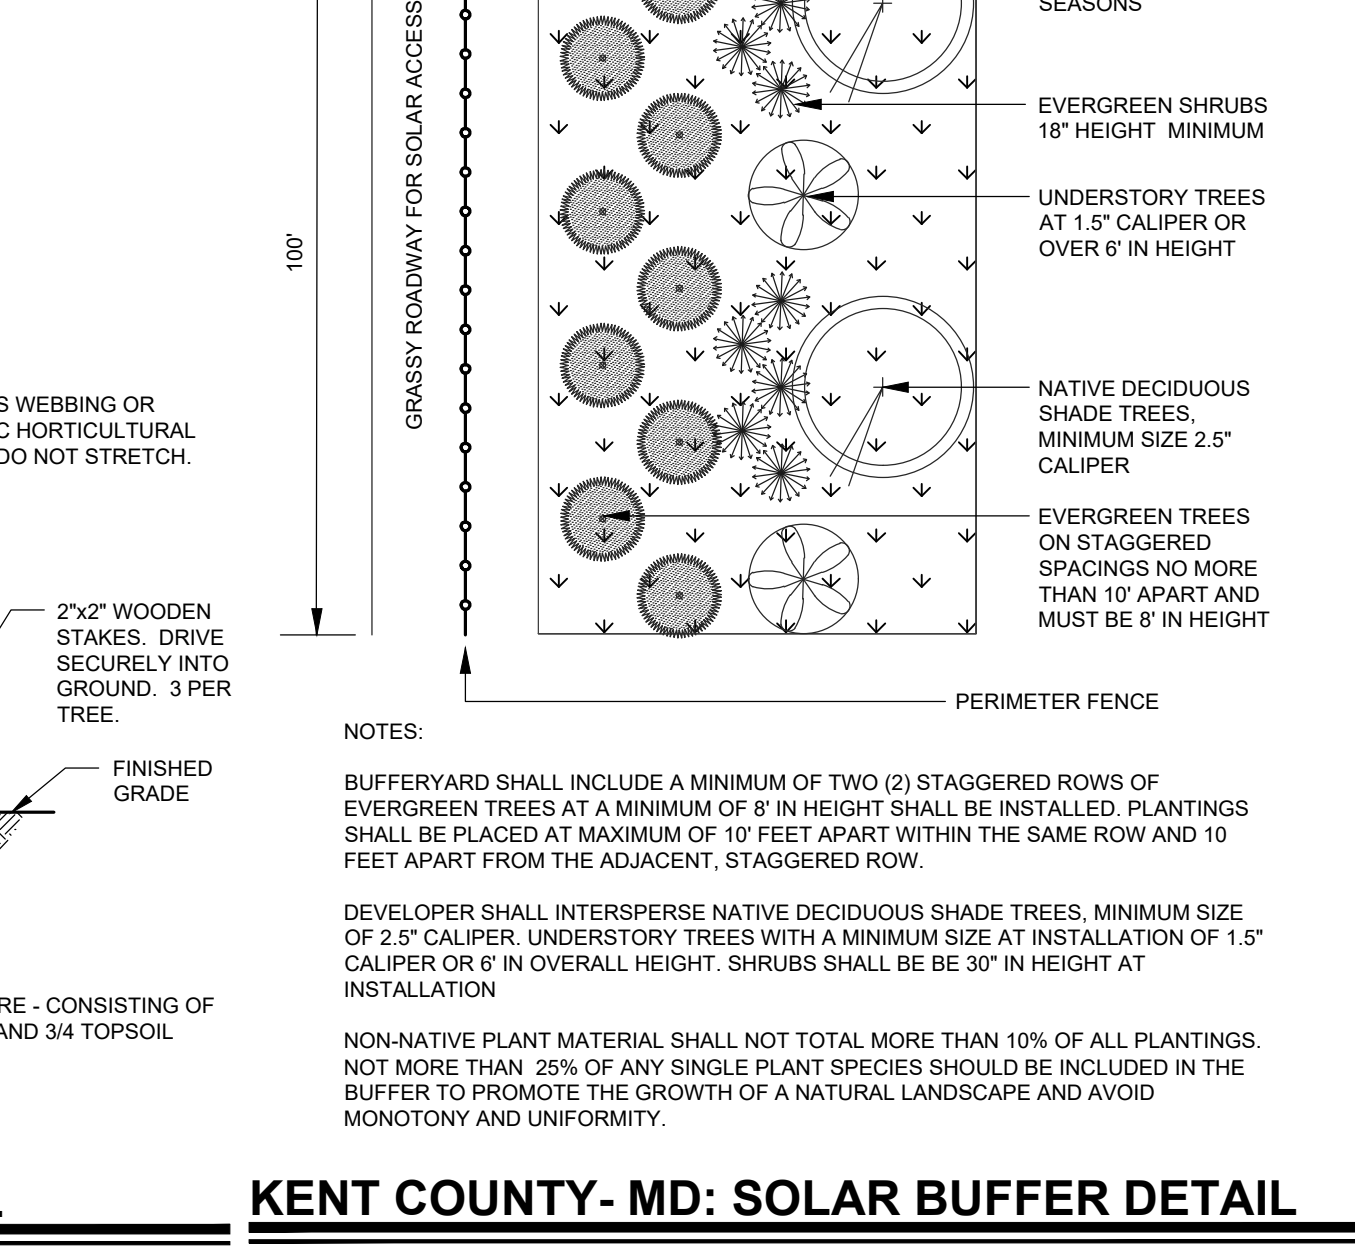 SEASONS
EVERGREEN SHRUBS
18" HEIGHT MINIMUM
UNDERSTORY TREES
AT 1.5" CALIPER OR
OVER 6' IN HEIGHT
NATIVE DECIDUOUS
SHADE TREES,
MINIMUM SIZE 2.5"
CALIPER
EVERGREEN TREES
ON STAGGERED
SPACINGS NO MORE
THAN 10' APART AND
MUST BE 8' IN HEIGHT
GRASSY ROADWAY FOR SOLAR ACCESS
100'
S WEBBING OR
C HORTICULTURAL
DO NOT STRETCH.
2"x2" WOODEN
STAKES. DRIVE
SECURELY INTO
GROUND. 3 PER
TREE.
FINISHED
GRADE
RE - CONSISTING OF
AND 3/4 TOPSOIL
PERIMETER FENCE
NOTES:
BUFFERYARD SHALL INCLUDE A MINIMUM OF TWO (2) STAGGERED ROWS OF
EVERGREEN TREES AT A MINIMUM OF 8' IN HEIGHT SHALL BE INSTALLED. PLANTINGS
SHALL BE PLACED AT MAXIMUM OF 10' FEET APART WITHIN THE SAME ROW AND 10
FEET APART FROM THE ADJACENT, STAGGERED ROW.
DEVELOPER SHALL INTERSPERSE NATIVE DECIDUOUS SHADE TREES, MINIMUM SIZE
OF 2.5" CALIPER. UNDERSTORY TREES WITH A MINIMUM SIZE AT INSTALLATION OF 1.5"
CALIPER OR 6' IN OVERALL HEIGHT. SHRUBS SHALL BE BE 30" IN HEIGHT AT
INSTALLATION
NON-NATIVE PLANT MATERIAL SHALL NOT TOTAL MORE THAN 10% OF ALL PLANTINGS.
NOT MORE THAN 25% OF ANY SINGLE PLANT SPECIES SHOULD BE INCLUDED IN THE
BUFFER TO PROMOTE THE GROWTH OF A NATURAL LANDSCAPE AND AVOID
MONOTONY AND UNIFORMITY.
KENT COUNTY- MD: SOLAR BUFFER DETAIL